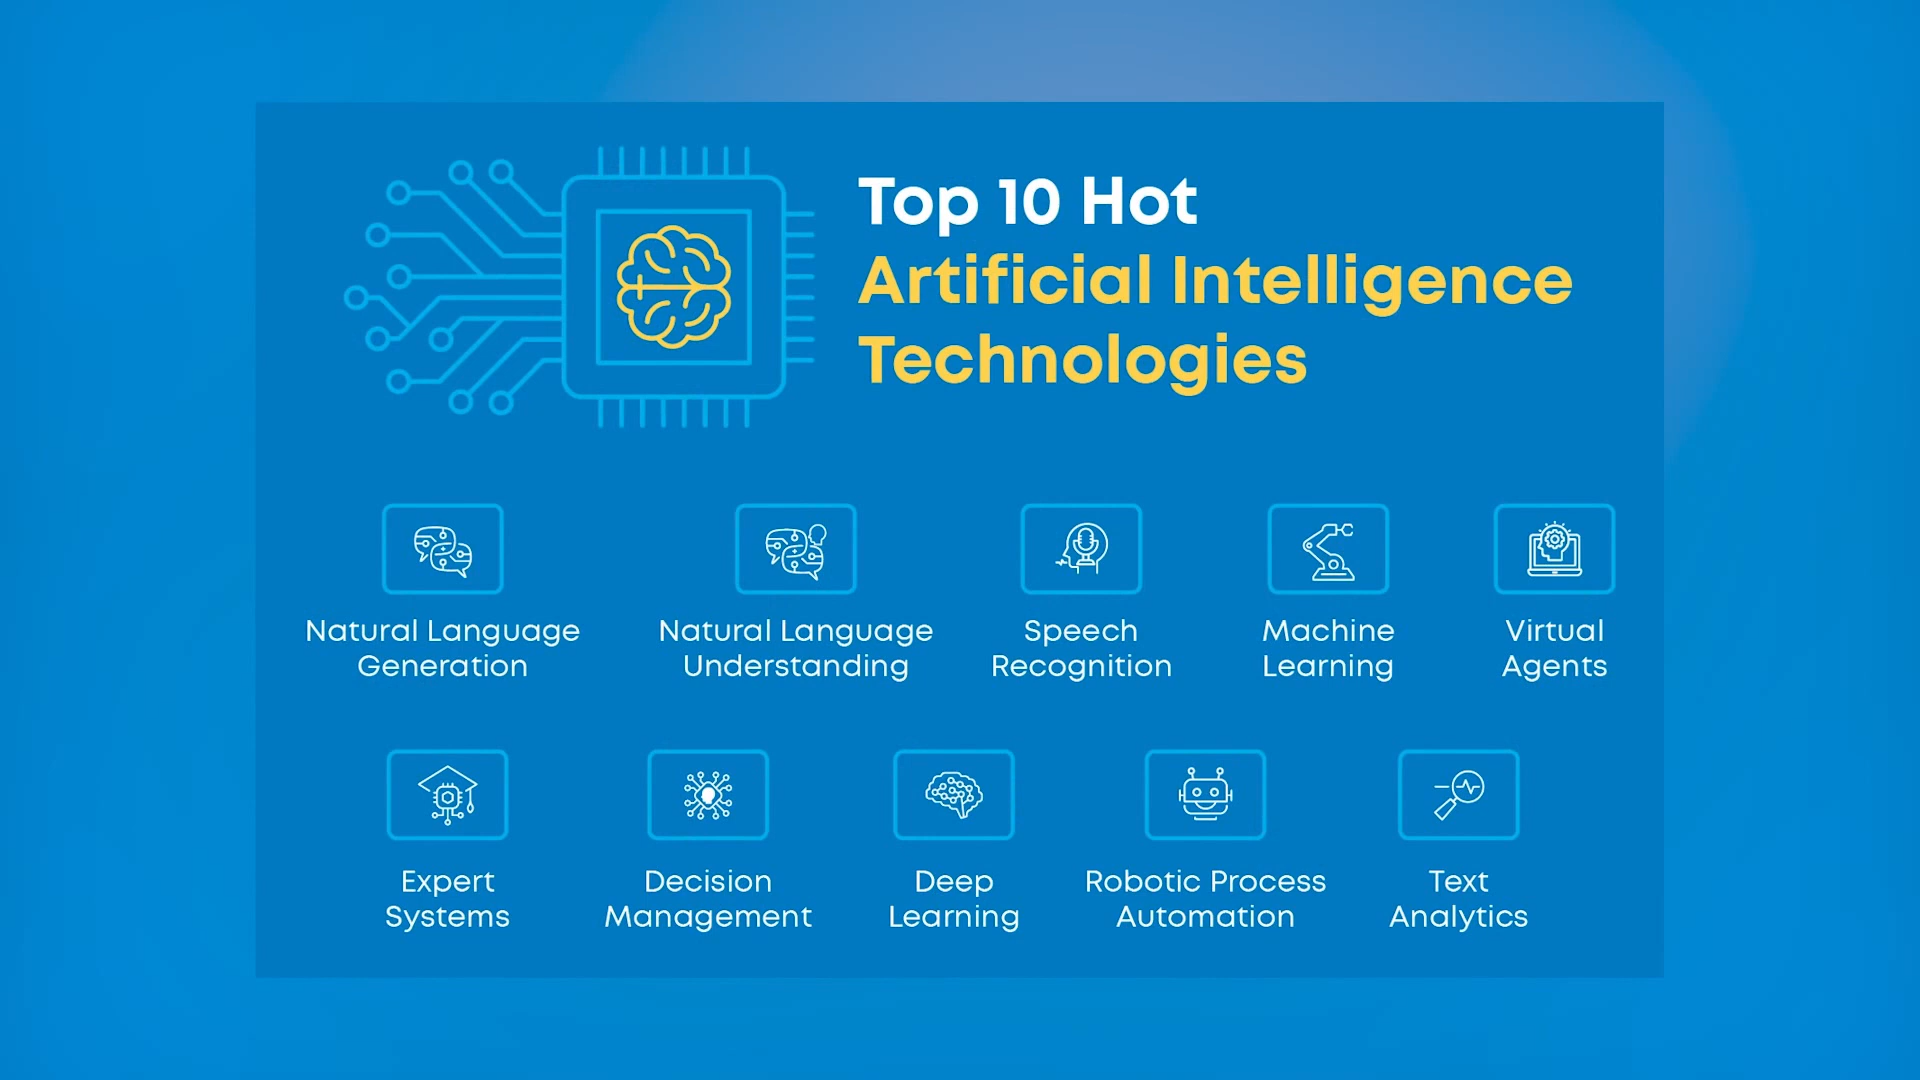 Top 10 Hot
Artificial Intelligence
Technologies
Natural Language
Generation
Natural Language
Understanding
Speech
Recognition
Machine
Learning
Virtual
Agents
Expert
Systems
Decision
Management
Deep
Learning
Robotic Process
Automation
Text
Analytics